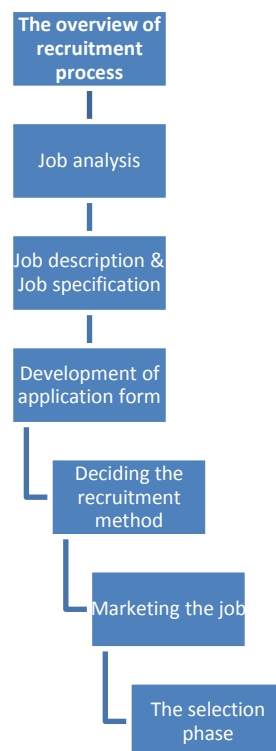 The overview of
recruitment
process
Job analysis
Job description &
Job specification
Development of
application form
Deciding the
recruitment
method
Marketing the job
The selection
phase